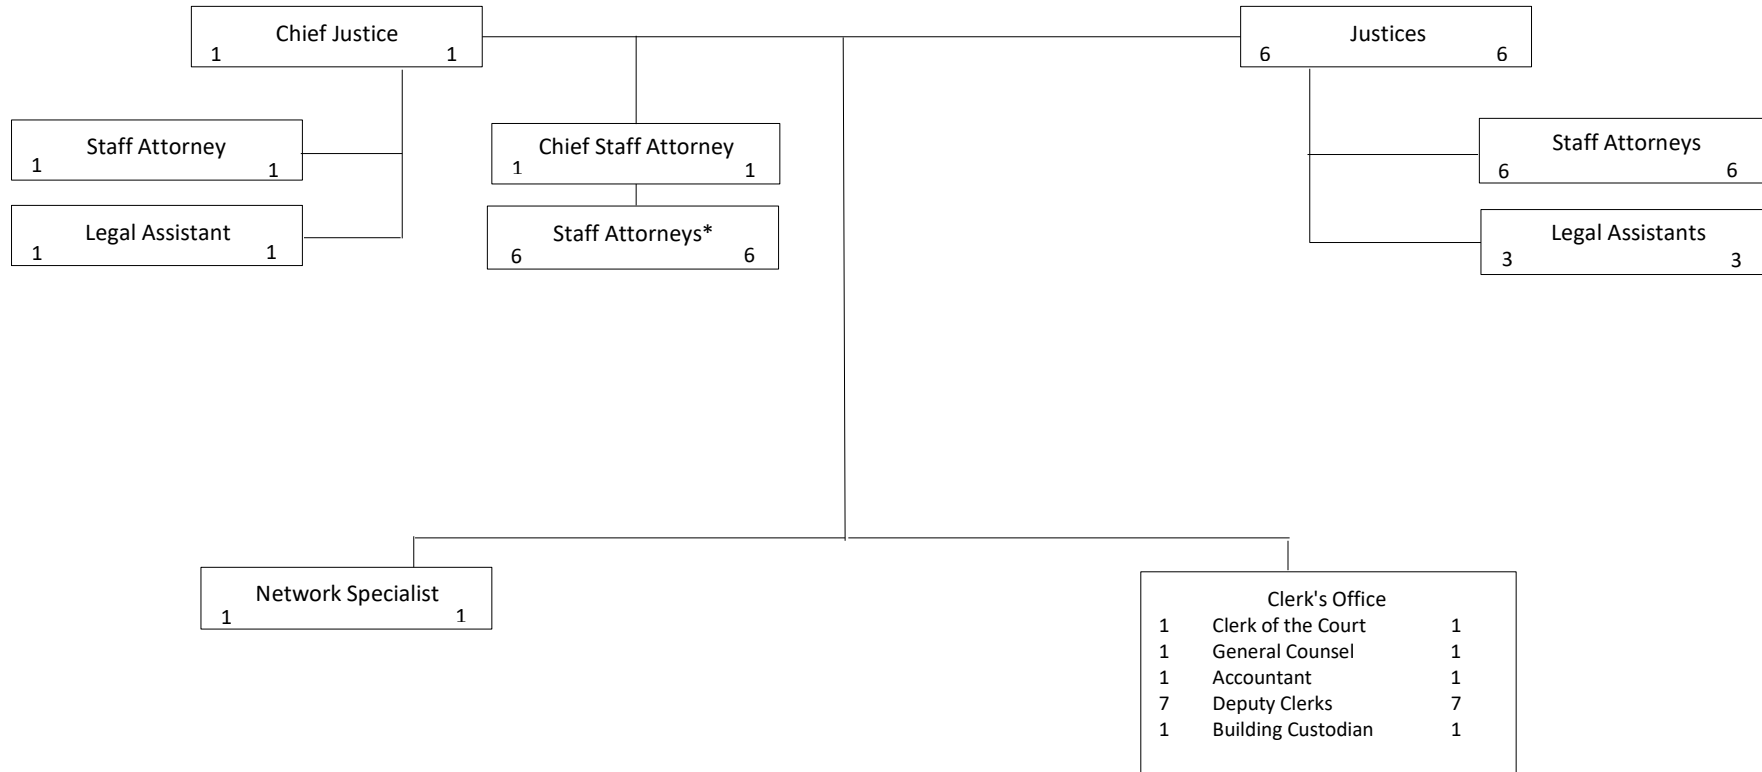 Chief Justice
1 1
Justices
6 6
Staff Attorney
1 1
Chief Staff Attorney
1 1
Staff Attorneys
6 6
Legal Assistant
1 1
Staff Attorneys*
6 6
Legal Assistants
3 3
Network Specialist
1 1
Clerk's Office
1 Clerk of the Court 1
1 General Counsel 1
1 Accountant 1
7 Deputy Clerks 7
1 Building Custodian 1